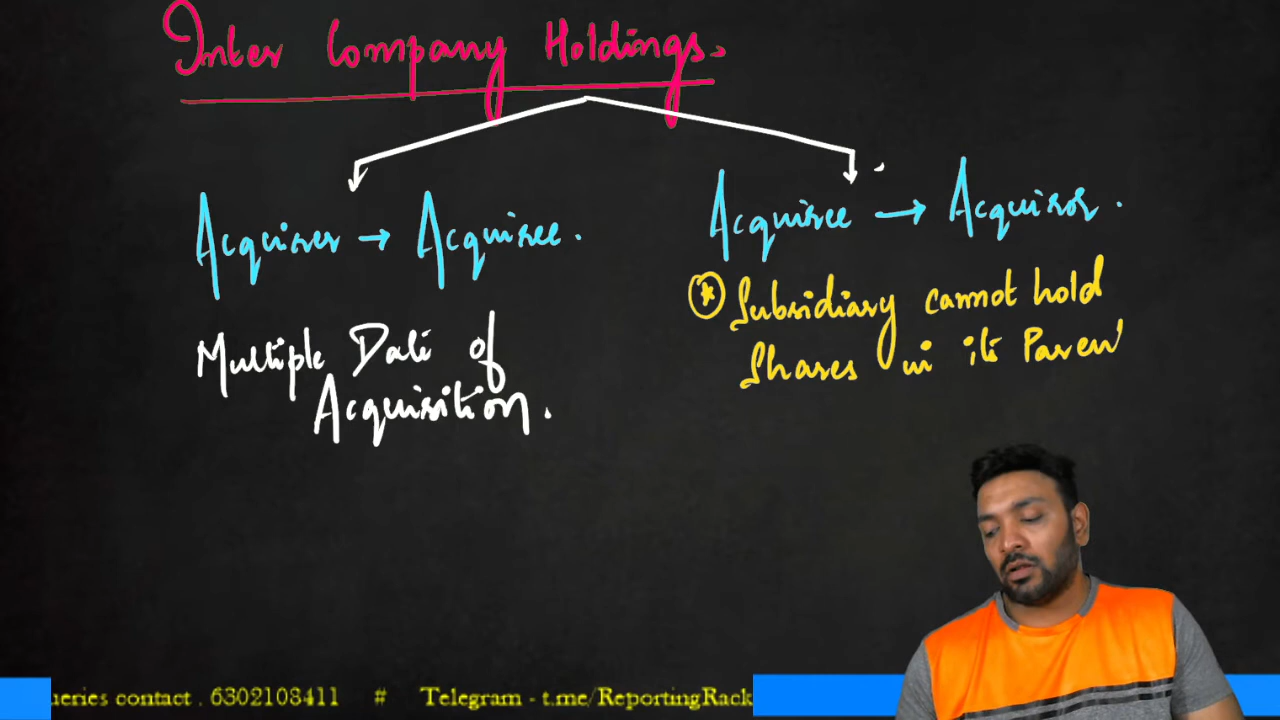 Inter Company Holdings.
Acquirer → Acquiree.
Multiple Date of
Acquisition.
Acquiree → Acquiror.
* Subsidiary cannot hold
Shares in its Paren
ueries contact . 6302108411 # Telegram - t.me/ReportingRack